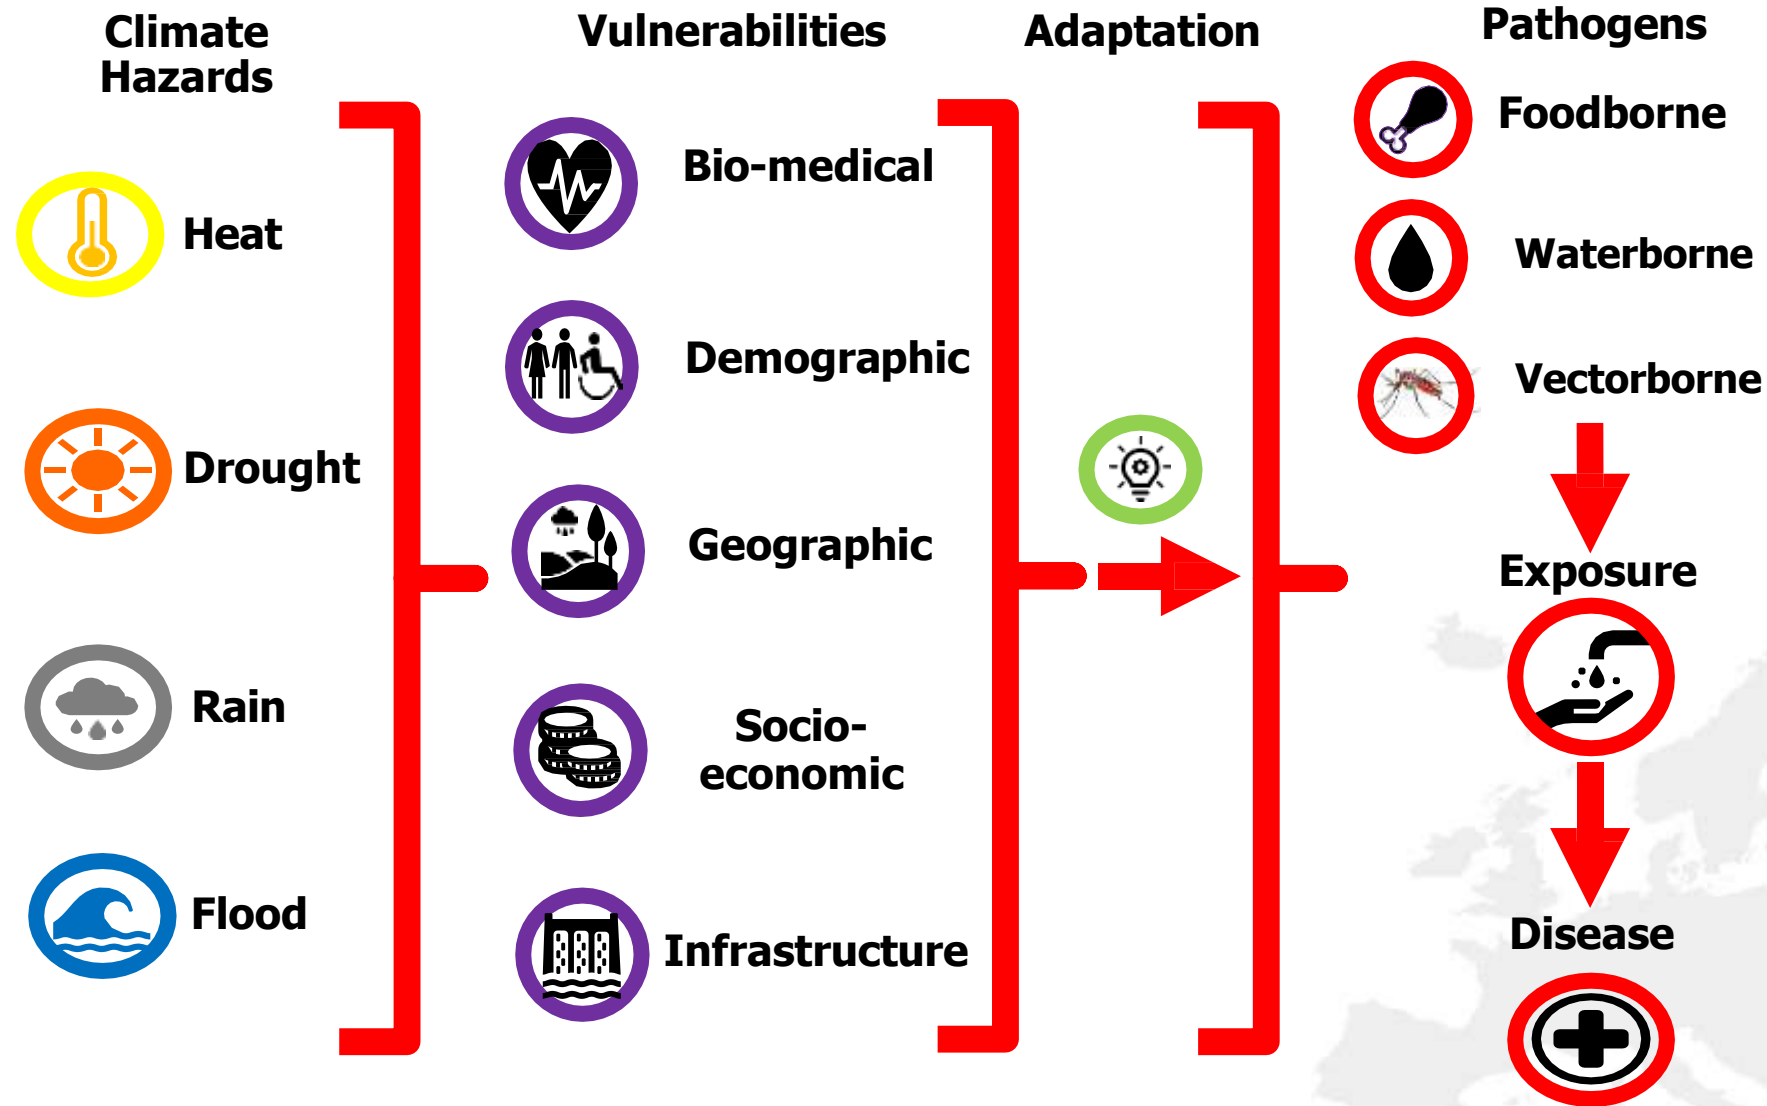 Climate
Hazards
Heat
Drought
Rain
Flood
Vulnerabilities
Bio-medical
Demographic
Geographic
Socio-
economic
Infrastructure
Adaptation
Pathogens
Foodborne
Waterborne
Vectorborne
Exposure
Disease